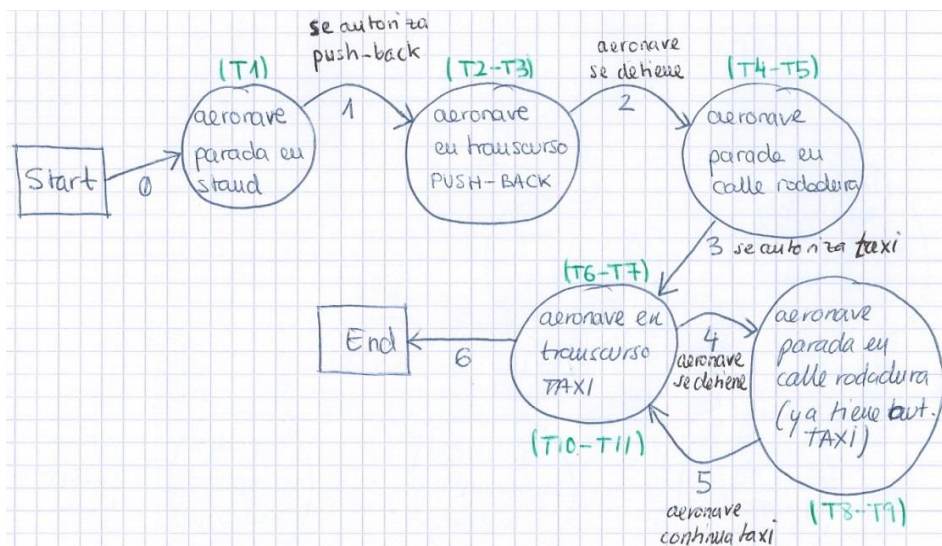 se autoriza
push-back
(T1)
1
(T2-T3)
aeronave
se detiene
2
(T4-T5)
aeronave
parada en
stand
aeronave
en transcurso
PUSH-BACK
aeronave
parada en
calle rodadura
Start
0
3 se autoriza taxi
(T6-T7)
aeronave en
transcurso
TAXI
End
6
4
aeronave
se detiene
aeronave
parada en
calle rodadura
(ya tiene aut.
TAXI)
(T10-T11)
5
aeronave
continua taxi
(T8-T9)